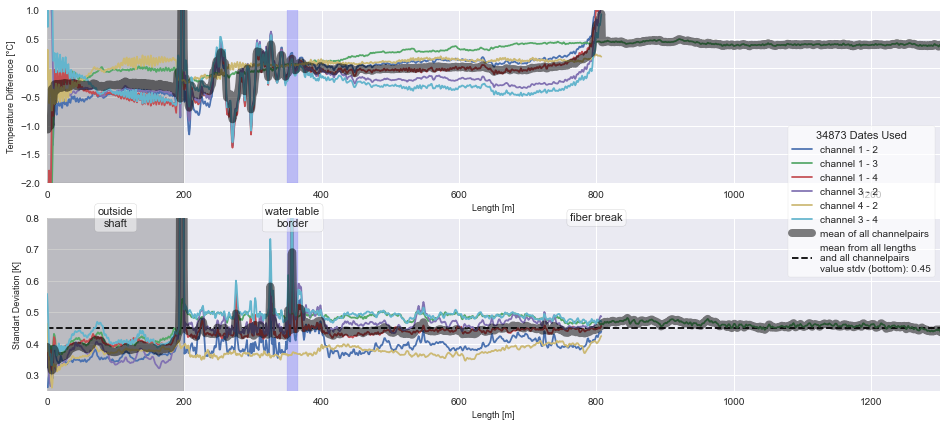 1.0
0.5
0.0
−0.5
−1.0
−1.5
−2.0
Temperature Difference [°C]
0 200 400 600 800 1000 1200
Length [m]
34873 Dates Used
channel 1 - 2
channel 1 - 3
channel 1 - 4
channel 3 - 2
channel 4 - 2
channel 3 - 4
mean of all channelpairs
mean from all lengths
and all channelpairs
value stdv (bottom): 0.45
outside
shaft
water table
border
fiber break
0.8
0.7
0.6
0.5
0.4
0.3
Standart Deviation [K]
0 200 400 600 800 1000 1200
Length [m]